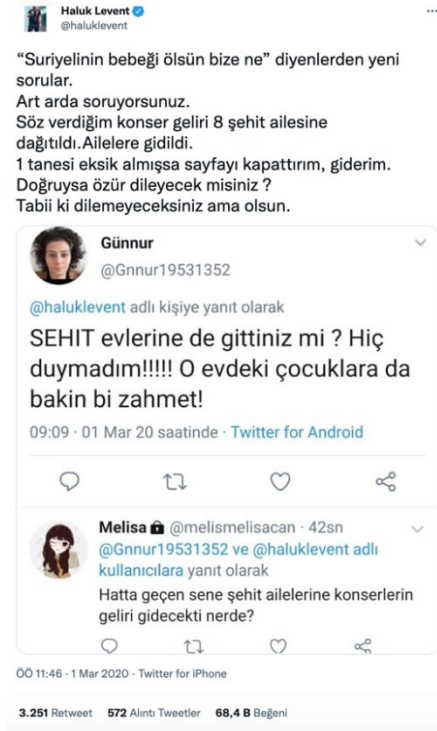 Haluk Levent
@haluklevent
“Suriyelinin bebeği ölsün bize ne” diyenlerden yeni
sorular.
Art arda soruyorsunuz.
Söz verdiğim konser geliri 8 şehit ailesine
dağıtıldı.Ailelere gidildi.
1 tanesi eksik almışsa sayfayı kapattırım, giderim.
Doğruysa özür dileyecek misiniz ?
Tabii ki dilemeyeceksiniz ama olsun.
Günnur
@Gnnur19531352
@haluklevent adlı kişiye yanıt olarak
SEHIT evlerine de gittiniz mi ? Hiç
duymadım!!!!! O evdeki çocuklara da
bakin bi zahmet!
09:09 · 01 Mar 20 saatinde · Twitter for Android
Melisa @melismelisacan · 42sn
@Gnnur19531352 ve @haluklevent adlı
kullanıcılara yanıt olarak
Hatta geçen sene şehit ailelerine konserlerin
geliri gidecekti nerde?
ÖÖ 11:46 · 1 Mar 2020 · Twitter for iPhone
3.251 Retweet 572 Alıntı Tweetler 68,4 B Beğeni